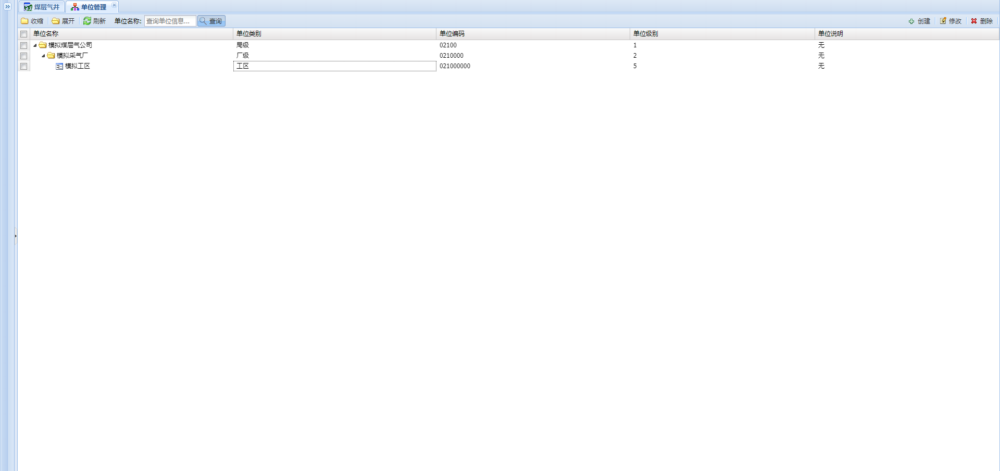 煤层气井 单位管理
收缩 展开 刷新 单位名称: 查询单位信息... 查询 创建 修改 删除
单位名称 单位类别 单位编码 单位级别 单位说明
模拟煤层气公司 局级 02100 1 无
模拟采气厂 厂级 0210000 2 无
模拟工区 工区 021000000 5 无